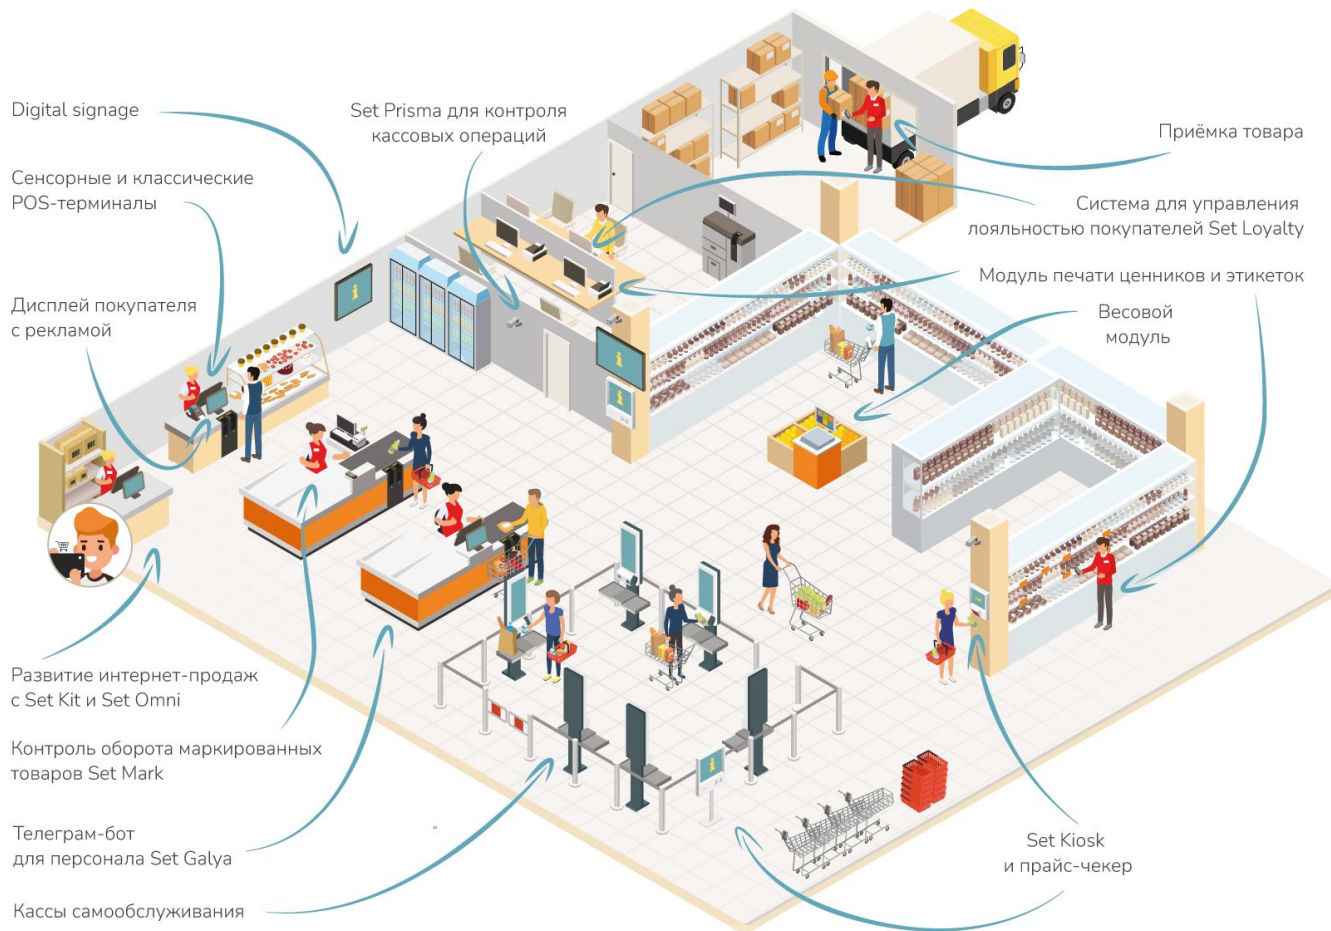 Digital signage
Set Prisma для контроля
кассовых операций
Приёмка товара
Сенсорные и классические
POS-терминалы
Система для управления
лояльностью покупателей Set Loyalty
Модуль печати ценников и этикеток
Дисплей покупателя
с рекламой
Весовой
модуль
Развитие интернет-продаж
с Set Kit и Set Omni
Контроль оборота маркированных
товаров Set Mark
Телеграм-бот
для персонала Set Galya
Set Kiosk
и прайс-чекер
Кассы самообслуживания